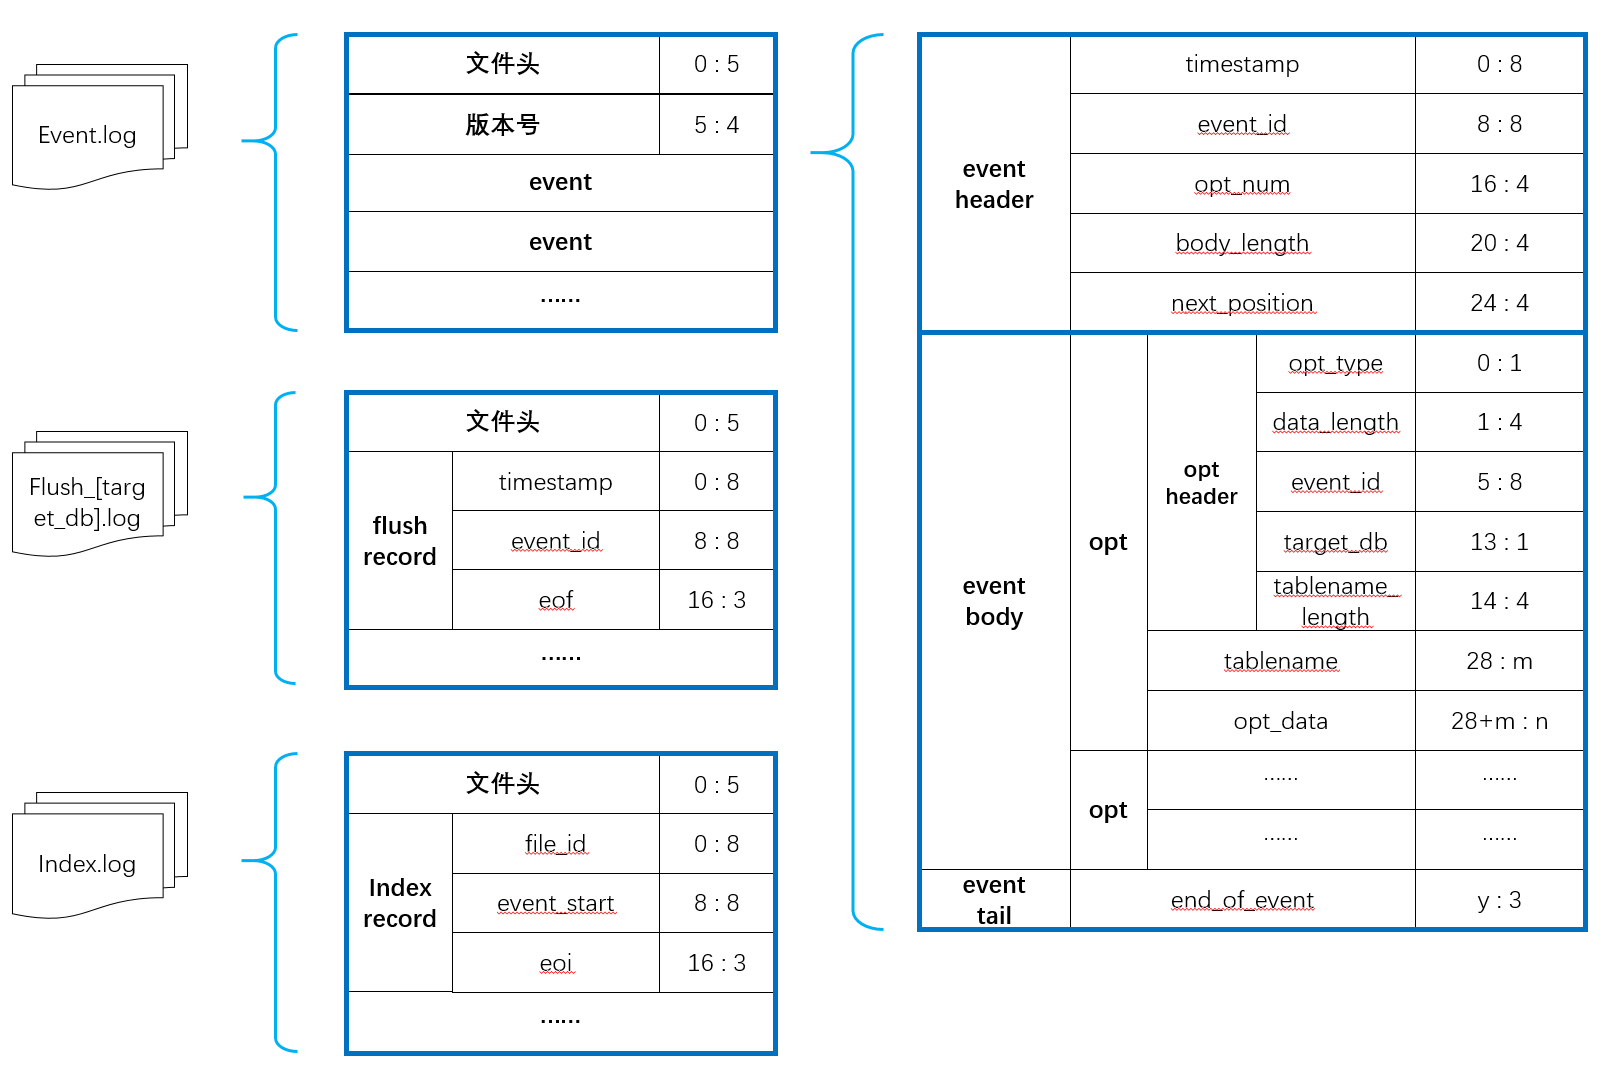 Event.log
文件头 0 : 5
版本号 5 : 4
event
event
......
Flush_[targ
et_db].log
文件头 0 : 5
flush
record
timestamp 0 : 8
event_id 8 : 8
eof 16 : 3
......
Index.log
文件头 0 : 5
Index
record
file_id 0 : 8
event_start 8 : 8
eoi 16 : 3
......
event
header
timestamp 0 : 8
event_id 8 : 8
opt_num 16 : 4
body_length 20 : 4
next_position 24 : 4
event
body
opt
opt
header
opt_type 0 : 1
data_length 1 : 4
event_id 5 : 8
target_db 13 : 1
tablename_
length
14 : 4
tablename 28 : m
opt_data 28+m : n
opt
...... ......
...... ......
event
tail
end_of_event y : 3